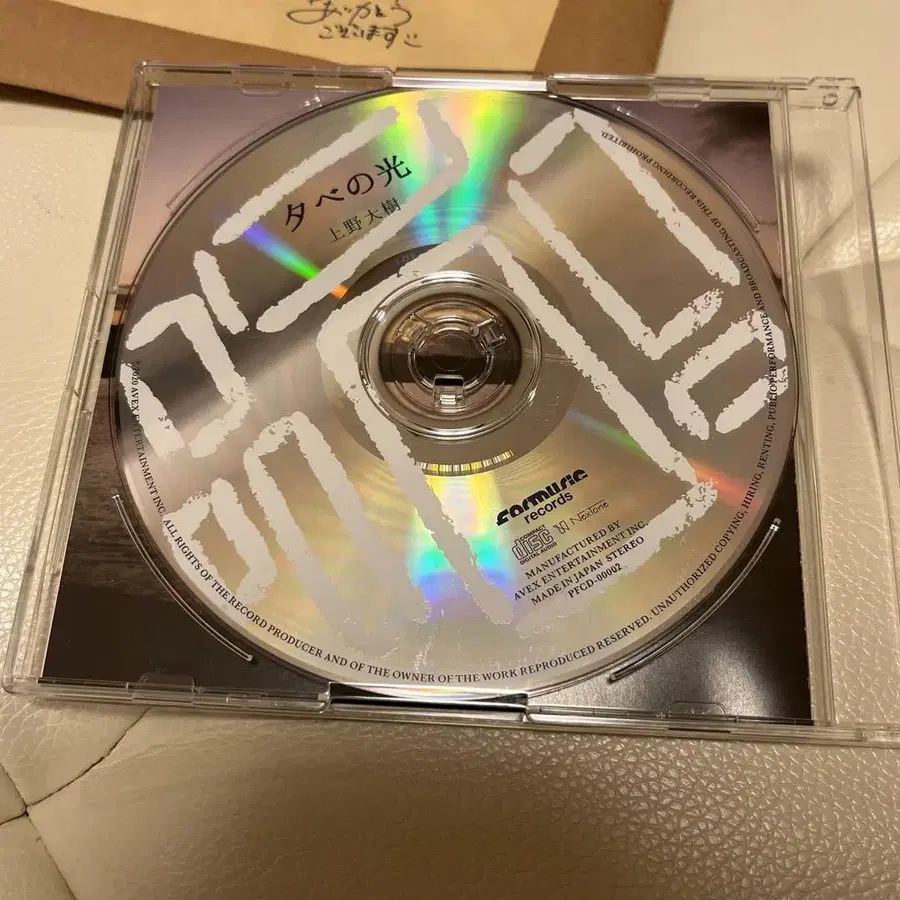 ありがとう
ございます
夕べの光
上野大樹
farmusic
records
COMPACT
disc
DIGITAL AUDIO
NexTone
MANUFACTURED BY
AVEX ENTERTAINMENT INC.
MADE IN JAPAN STEREO
PFCD-00002
℗2020 AVEX ENTERTAINMENT INC. ALL RIGHTS OF THE RECORD PRODUCER AND OF THE OWNER OF THE WORK REPRODUCED RESERVED. UNAUTHORIZED COPYING, HIRING, RENTING, PUBLIC PERFORMANCE AND BROADCASTING OF THIS RECORDING PROHIBITED.